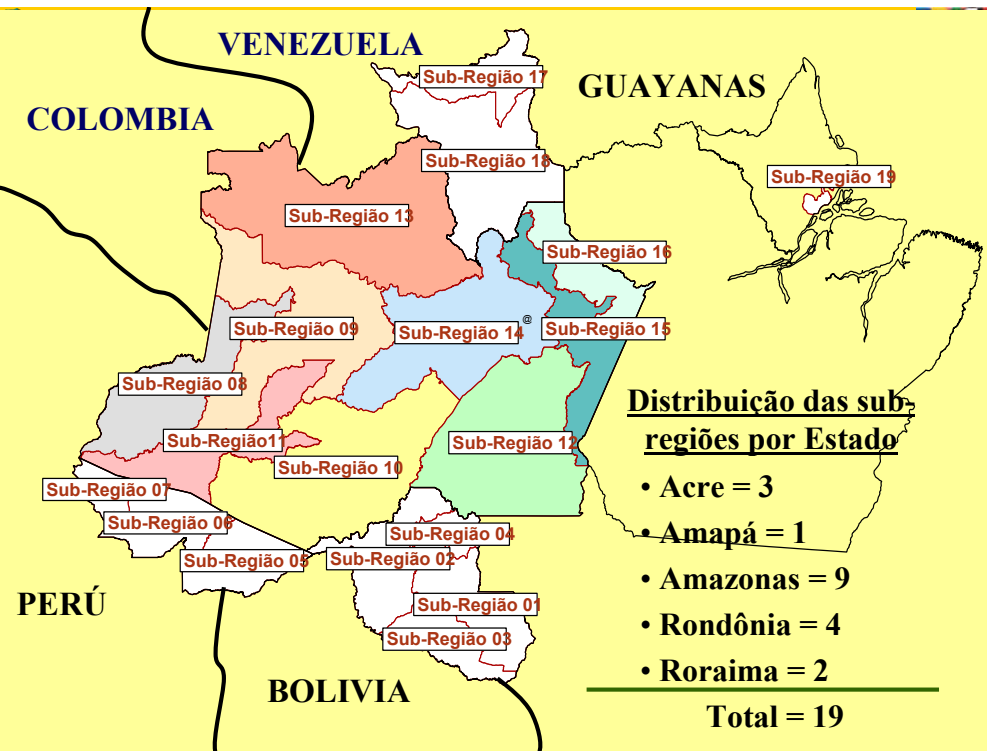 VENEZUELA
Sub-Região 17
GUAYANAS
COLOMBIA
Sub-Região 18
Sub-Região 19
Sub-Região 13
Sub-Região 16
@
Sub-Região 09
Sub-Região 14
Sub-Região 15
Sub-Região 08
Sub-Região11
Sub-Região 12
Sub-Região 10
Sub-Região 07
Sub-Região 06
Sub-Região 04
Sub-Região 05
Sub-Região 02
Sub-Região 01
Sub-Região 03
PERÚ
BOLIVIA
Distribuição das sub-
regiões por Estado
• Acre = 3
• Amapá = 1
• Amazonas = 9
• Rondônia = 4
• Roraima = 2
Total = 19